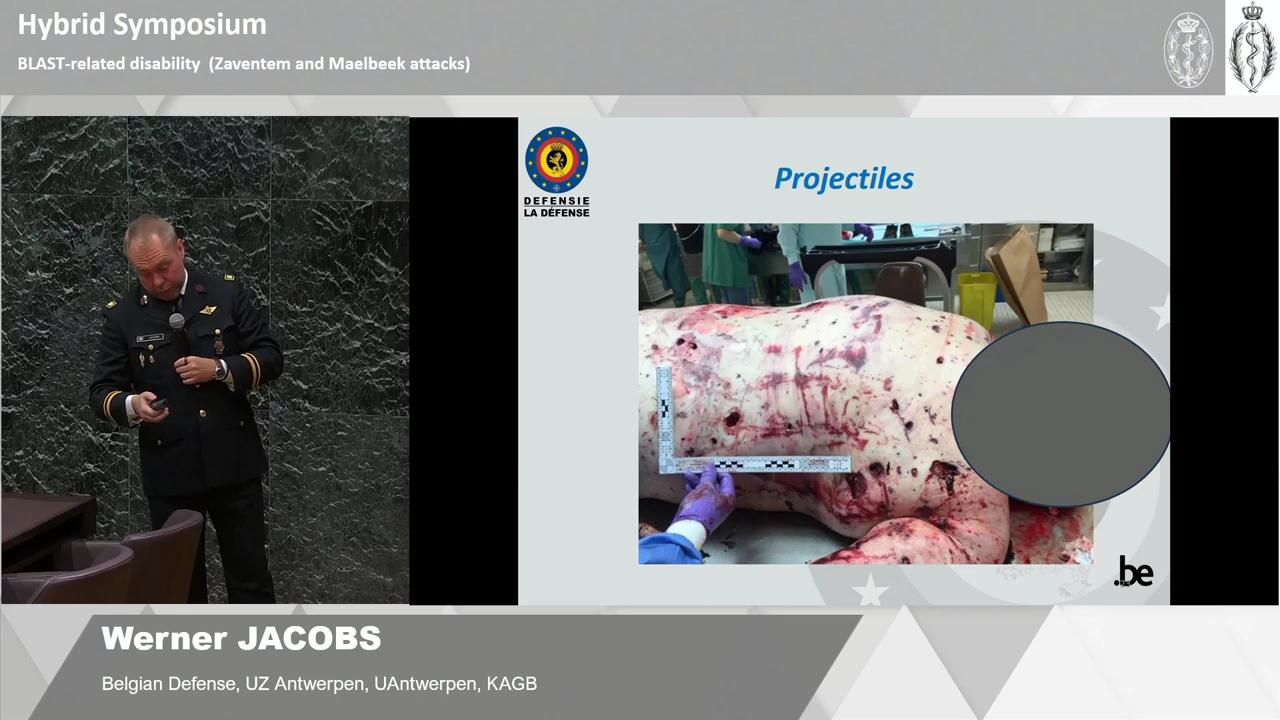 Hybrid Symposium
BLAST-related disability (Zaventem and Maelbeek attacks)
DEFENSIE
LA DÉFENSE
Projectiles
.be
Werner JACOBS
Belgian Defense, UZ Antwerpen, UAntwerpen, KAGB